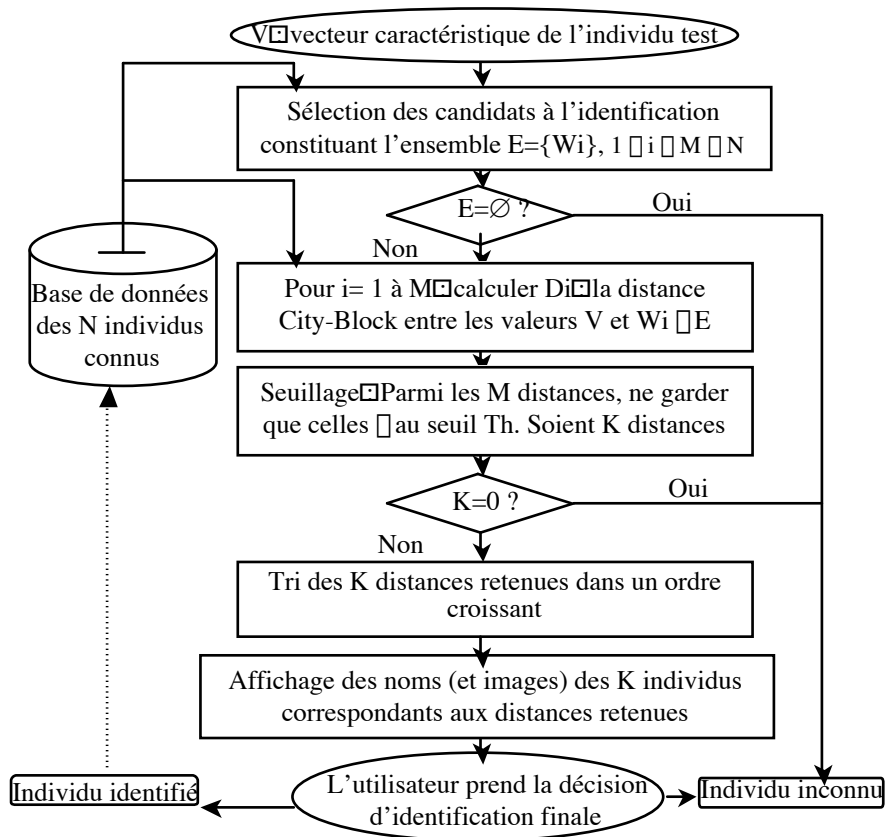 V⊡vecteur caractéristique de l’individu test
Sélection des candidats à l’identification
constituant l’ensemble E={Wi}, 1 ▯ i ▯ M ▯ N
E=∅ ?
Oui
Non
Base de données
des N individus
connus
Pour i= 1 à M⊡calculer Di⊡la distance
City-Block entre les valeurs V et Wi ▯E
Seuillage⊡Parmi les M distances, ne garder
que celles ▯au seuil Th. Soient K distances
K=0 ?
Oui
Non
Tri des K distances retenues dans un ordre
croissant
Affichage des noms (et images) des K individus
correspondants aux distances retenues
Individu identifié
L’utilisateur prend la décision
d’identification finale
Individu inconnu